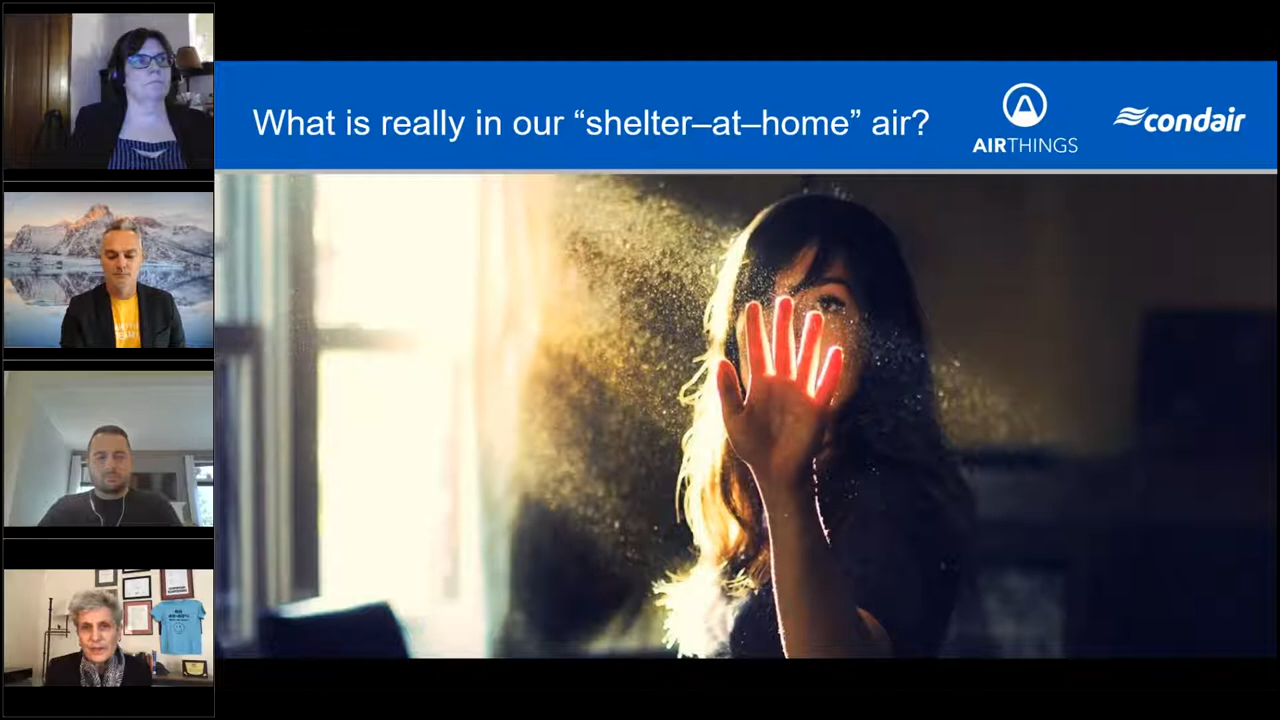 What is really in our “shelter–at–home” air?
AIRTHINGS
condair